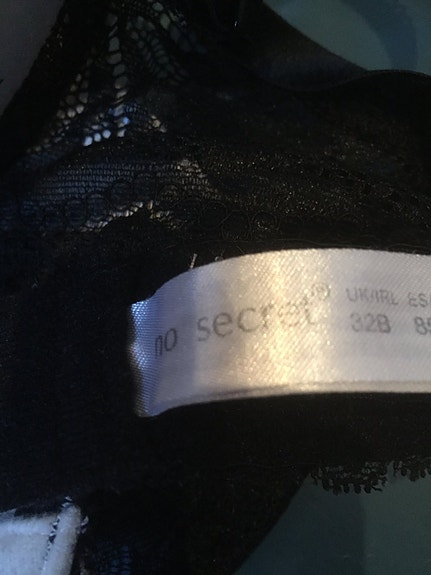 no secret®
UK/IRL ES/
32B 85